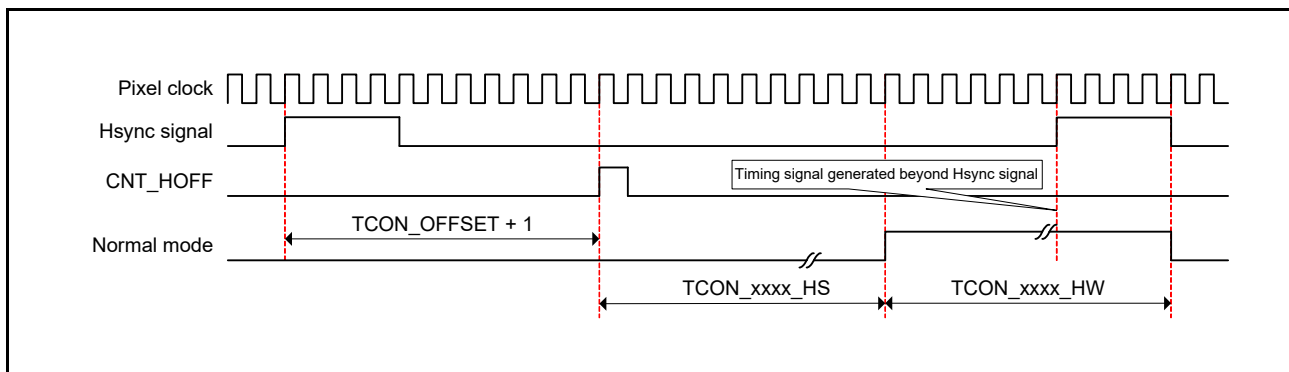 Pixel clock
Hsync signal
CNT_HOFF
Timing signal generated beyond Hsync signal
TCON_OFFSET + 1
Normal mode
TCON_xxxx_HS
TCON_xxxx_HW